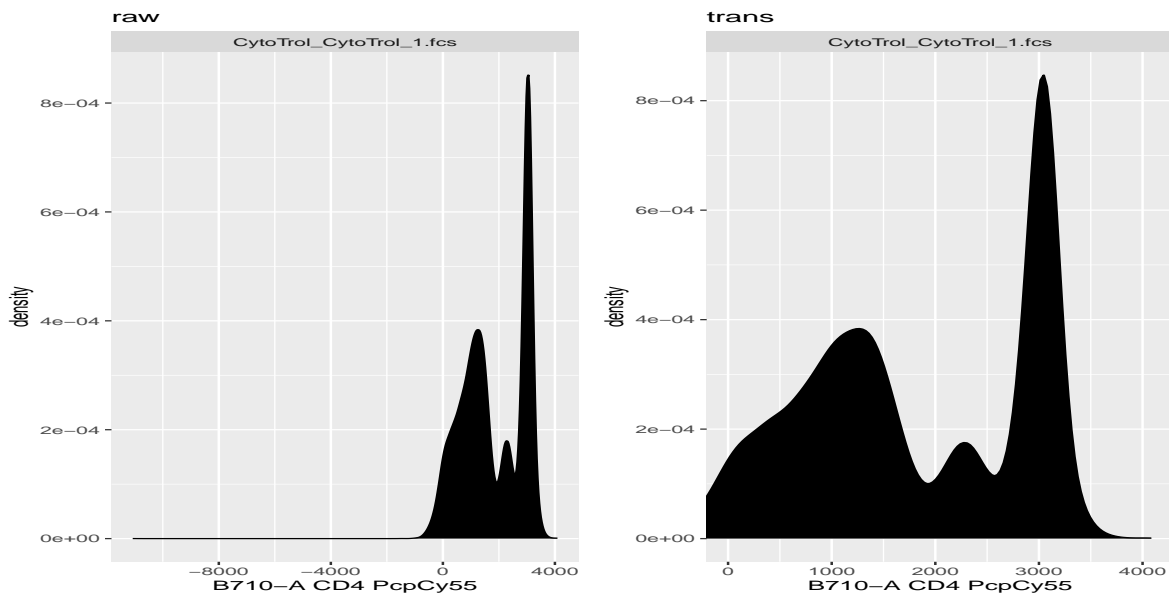 raw
CytoTrol_CytoTrol_1.fcs
8e−04
6e−04
4e−04
2e−04
0e+00
density
−8000 −4000 0 4000
B710−A CD4 PcpCy55
trans
CytoTrol_CytoTrol_1.fcs
8e−04
6e−04
4e−04
2e−04
0e+00
density
0 1000 2000 3000 4000
B710−A CD4 PcpCy55